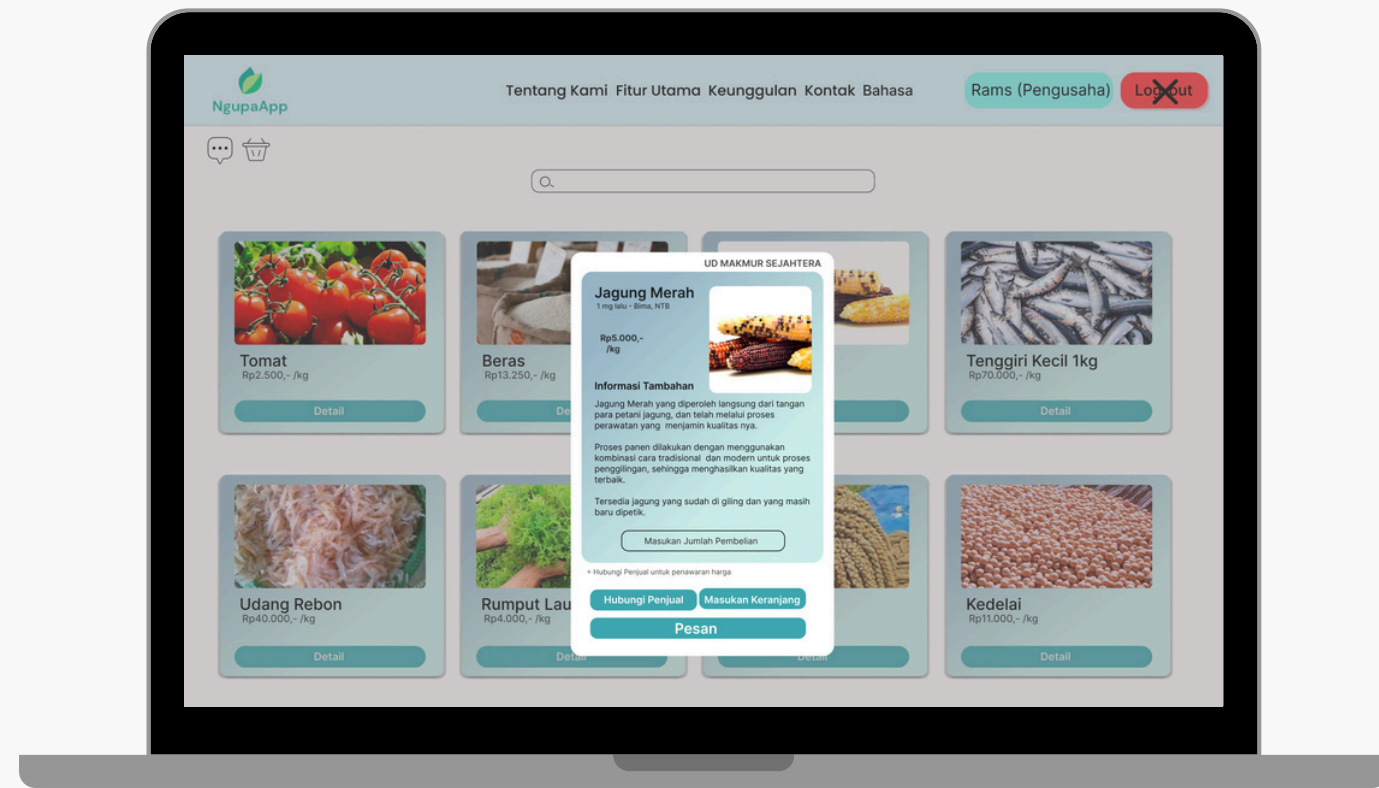 NgupaApp
Tentang Kami Fitur Utama Keunggulan Kontak Bahasa
Rams (Pengusaha)
Logout
UD MAKMUR SEJAHTERA
Jagung Merah
1 mg lalu - Bima, NTB
Rp5.000,-
/kg
Informasi Tambahan
Jagung Merah yang diperoleh langsung dari tangan
para petani jagung, dan telah melalui proses
perawatan yang menjamin kualitas nya.
Proses panen dilakukan dengan menggunakan
kombinasi cara tradisional dan modern untuk proses
penggilingan, sehingga menghasilkan kualitas yang
terbaik.
Tersedia jagung yang sudah di giling dan yang masih
baru dipetik.
Masukan Jumlah Pembelian
+ Hubungi Penjual untuk penawaran harga
Hubungi Penjual
Masukan Keranjang
Pesan
Tomat
Rp2.500,- /kg
Detail
Beras
Rp13.250,- /kg
De
Tenggiri Kecil 1kg
Rp70.000,- /kg
Detail
Udang Rebon
Rp40.000,- /kg
Detail
Rumput Lau
Rp4.000,- /kg
Detail
Detail
Kedelai
Rp11.000,- /kg
Detail